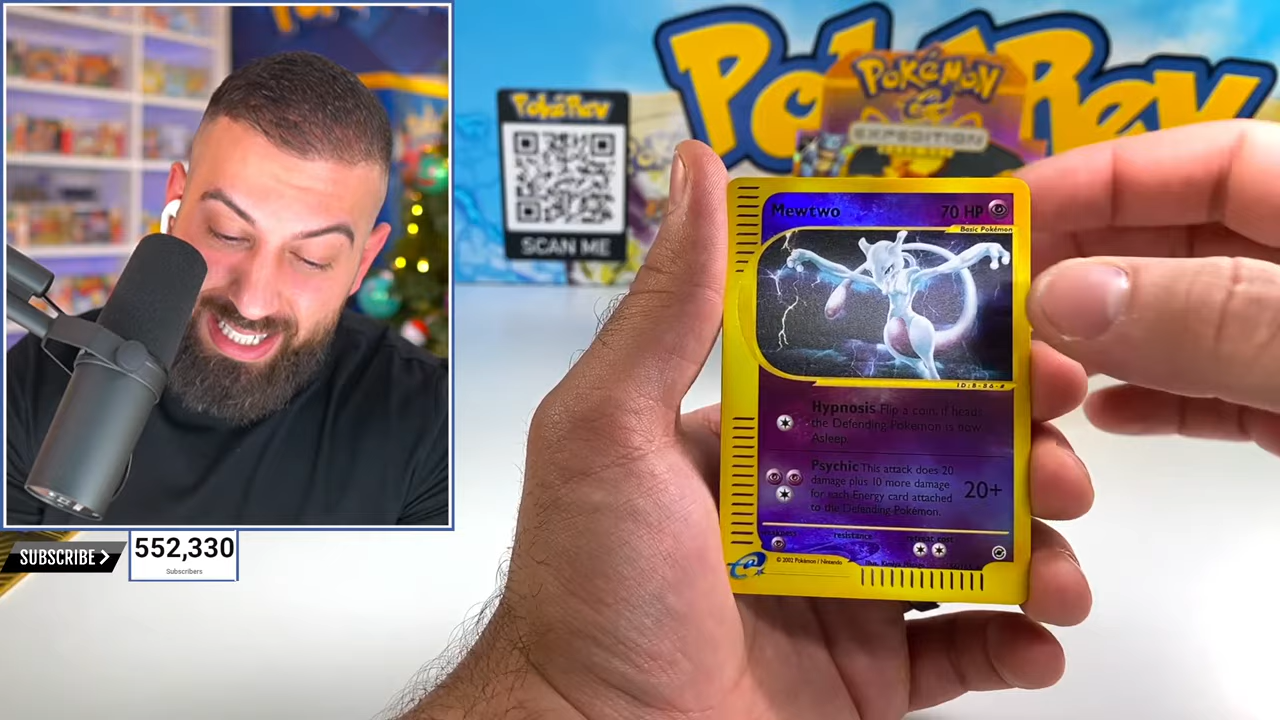 PokéRev
SCAN ME
PokéRev
POKÉMON
EXPEDITION
Mewtwo 70 HP
Basic Pokémon
Hypnosis Flip a coin. If heads,
the Defending Pokémon is now
Asleep.
Psychic This attack does 20
damage plus 10 more damage
for each Energy card attached
to the Defending Pokémon.
20+
resistance
retreat cost
© 2002 Pokémon / Nintendo
SUBSCRIBE
552,330
Subscribers